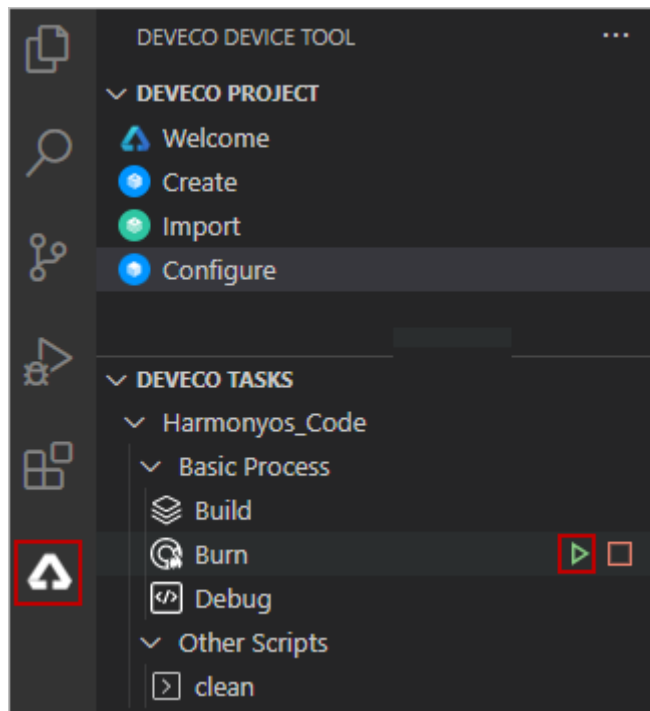 DEVECO DEVICE TOOL ...
DEVECO PROJECT
Welcome
Create
Import
Configure
DEVECO TASKS
Harmonyos_Code
Basic Process
Build
Burn
Debug
Other Scripts
clean